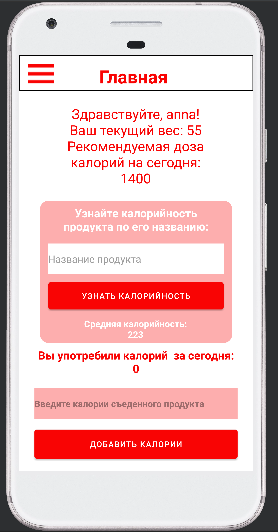 Главная
Здравствуйте, anna!
Ваш текущий вес: 55
Рекомендуемая доза
калорий на сегодня:
1400
Узнайте калорийность
продукта по его названию:
Название продукта
УЗНАТЬ КАЛОРИЙНОСТЬ
Средняя калорийность:
223
Вы употребили калорий за сегодня:
0
Введите калории съеденного продукта
ДОБАВИТЬ КАЛОРИИ